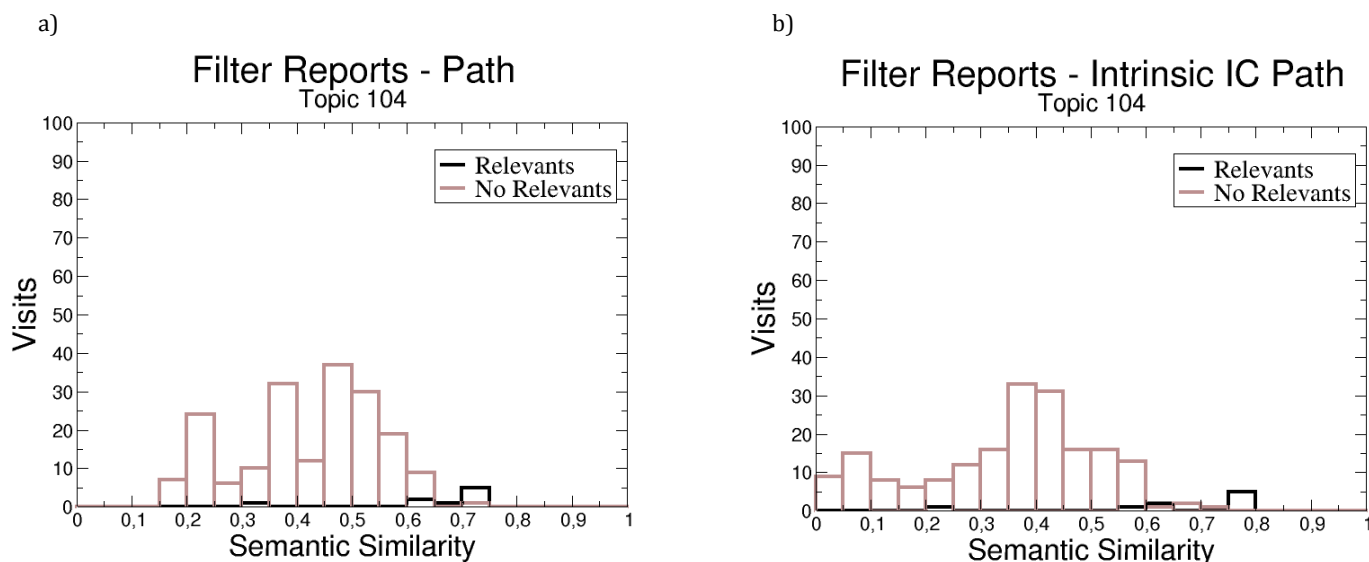 a)
Filter Reports - Path
Topic 104
100
90
80
70
60
50
40
30
20
10
0
Visits
Relevants
No Relevants
0 0,1 0,2 0,3 0,4 0,5 0,6 0,7 0,8 0,9 1
Semantic Similarity
b)
Filter Reports - Intrinsic IC Path
Topic 104
100
90
80
70
60
50
40
30
20
10
0
Visits
Relevants
No Relevants
0 0,1 0,2 0,3 0,4 0,5 0,6 0,7 0,8 0,9 1
Semantic Similarity